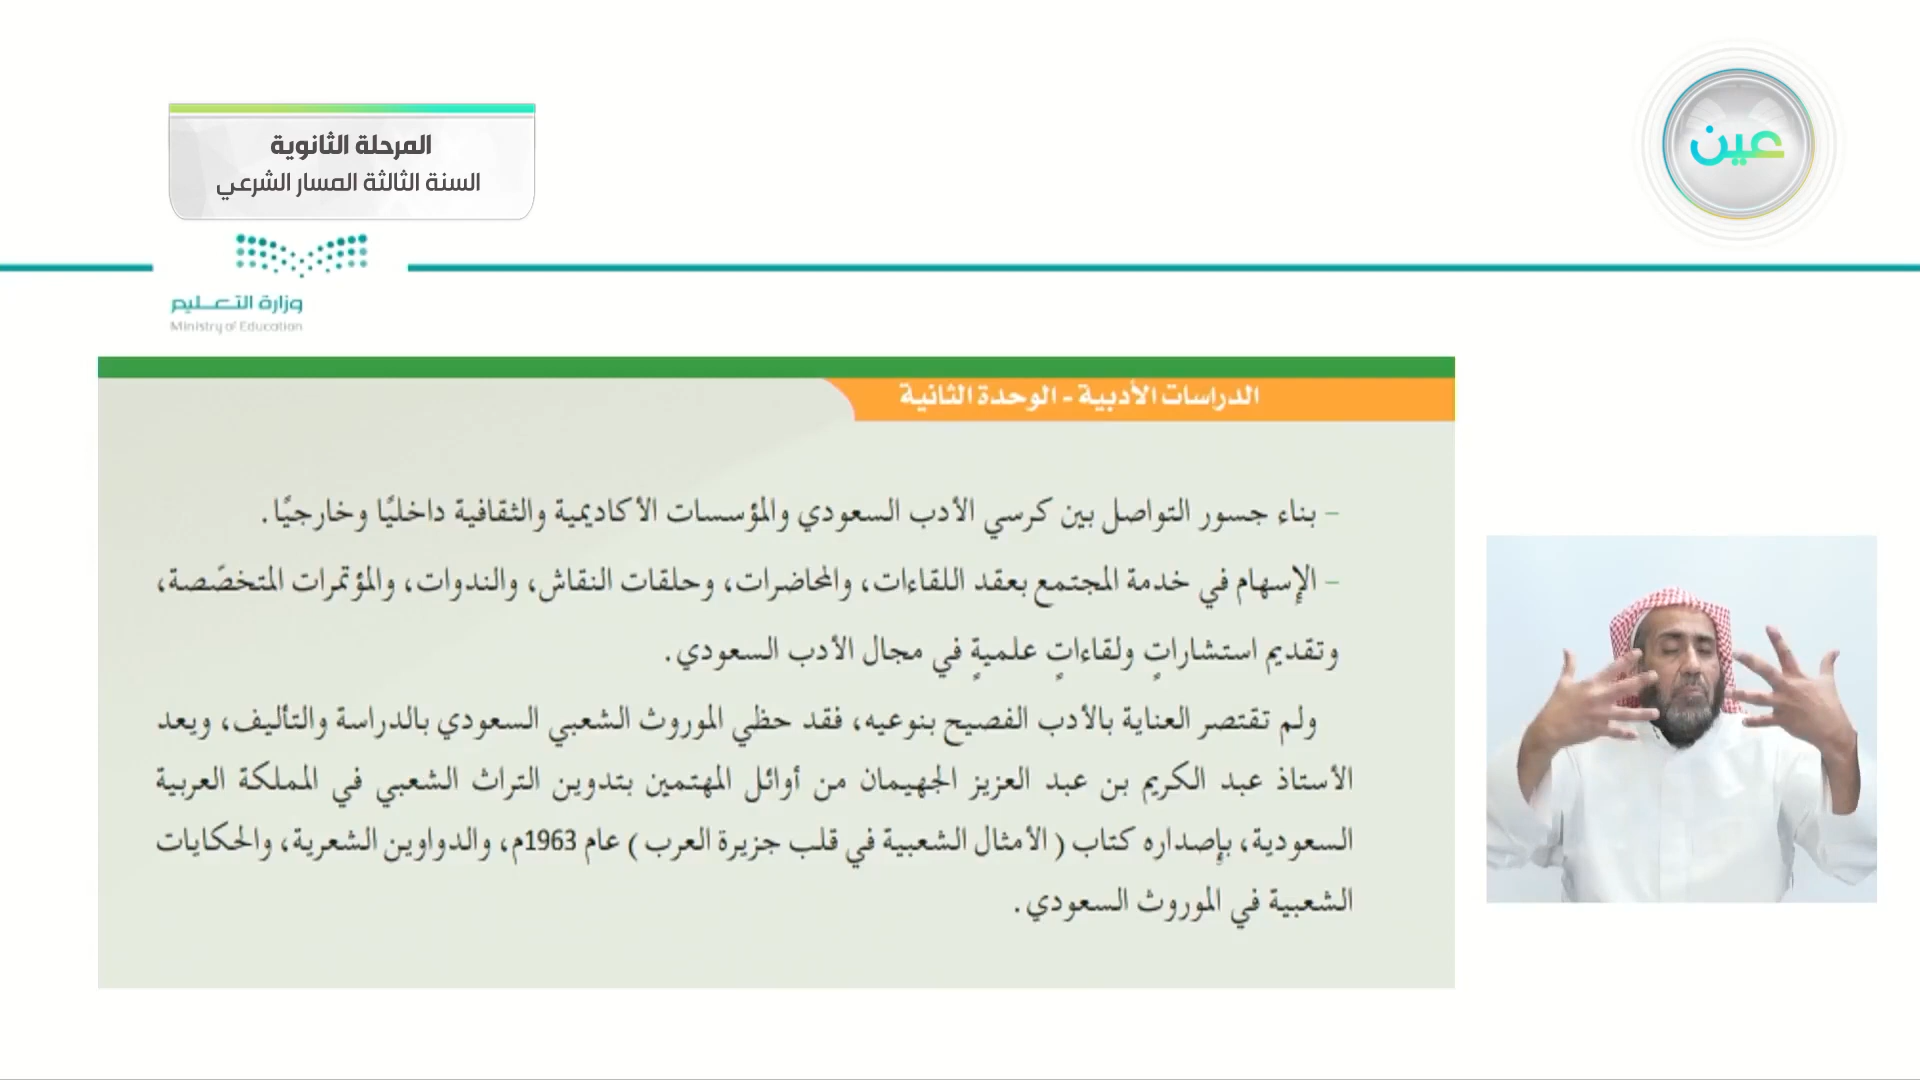 المرحلة الثانوية
السنة الثالثة المسار الشرعي
عين
وزارة التعليم
Ministry of Education
الدراسات الأدبية - الوحدة الثانية
- بناء جسور التواصل بين كرسي الأدب السعودي والمؤسسات الأكاديمية والثقافية داخليًا وخارجيًا.
- الإسهام في خدمة المجتمع بعقد اللقاءات، والمحاضرات، وحلقات النقاش، والندوات، والمؤتمرات المتخصّصة،
وتقديم استشاراتٍ ولقاءاتٍ علميةٍ في مجال الأدب السعودي.
ولم تقتصر العناية بالأدب الفصيح بنوعيه، فقد حظي الموروث الشعبي السعودي بالدراسة والتأليف، ويعد
الأستاذ عبد الكريم بن عبد العزيز الجهيمان من أوائل المهتمين بتدوين التراث الشعبي في المملكة العربية
السعودية، بإصداره كتاب (الأمثال الشعبية في قلب جزيرة العرب) عام 1963م، والدواوين الشعرية، والحكايات
الشعبية في الموروث السعودي.